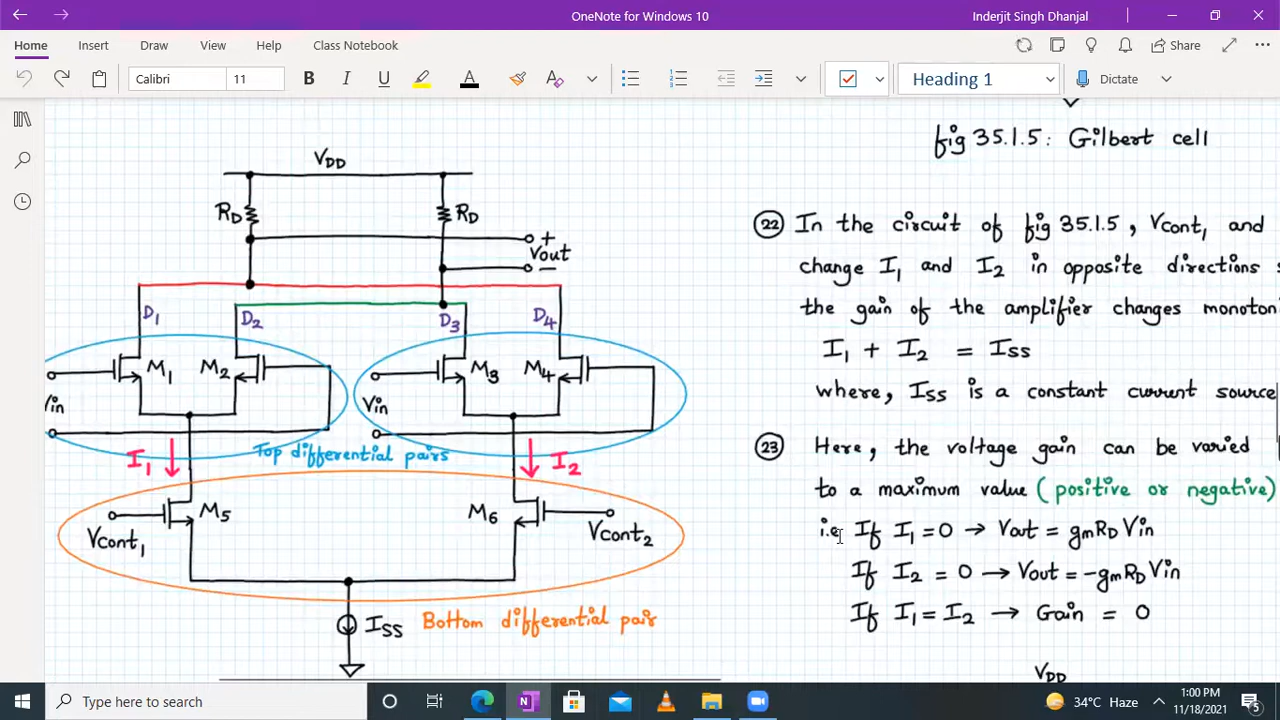 OneNote for Windows 10
Inderjit Singh Dhanjal
Home Insert Draw View Help Class Notebook
Share
Calibri 11 B I U A Heading 1 Dictate
VDD
RD RD
+
Vout
−
D1 D2 D3 D4
M1 M2 M3 M4
Vin Vin
Top differential pairs
I1 I2
M5 M6
Vcont1 Vcont2
ISS
Bottom differential pair
fig 35.1.5: Gilbert cell
22 In the circuit of fig 35.1.5, Vcont1 and
change I1 and I2 in opposite directions
the gain of the amplifier changes monoton
I1 + I2 = ISS
where, ISS is a constant current source
23 Here, the voltage gain can be varied
to a maximum value (positive or negative)
i.e If I1 = 0 → Vout = gmRDVin
If I2 = 0 → Vout = -gmRDVin
If I1 = I2 → Gain = 0
VDD
Type here to search
34°C Haze
1:00 PM
11/18/2021
5